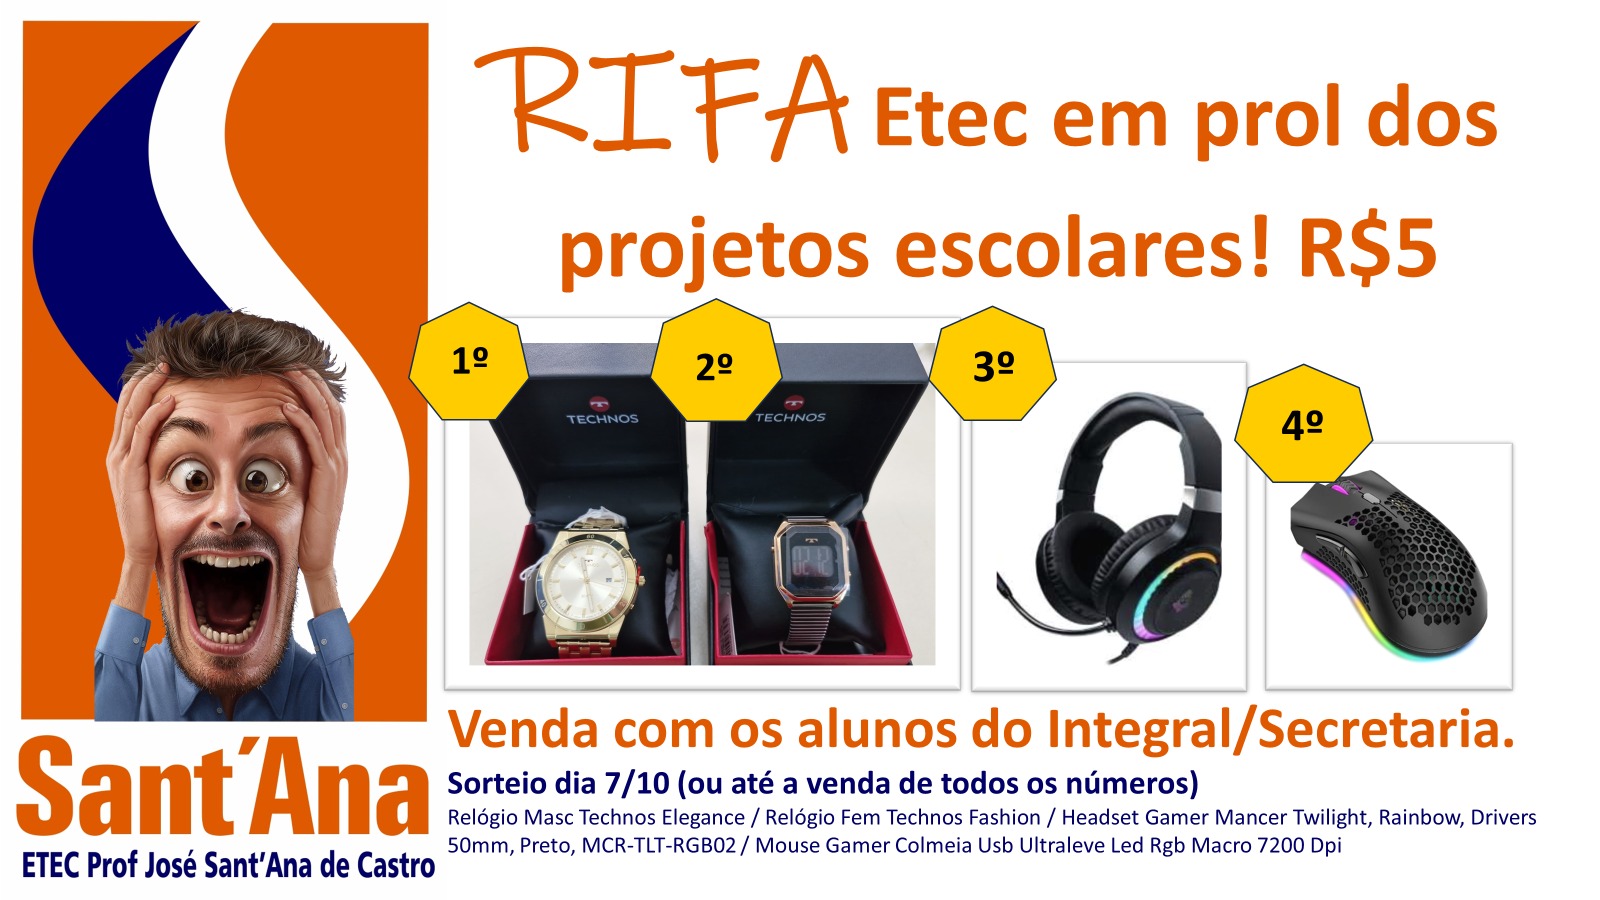 RIFA Etec em prol dos
projetos escolares! R$5
1º
2º
3º
4º
TECHNOS
TECHNOS
60
02:12
Venda com os alunos do Integral/Secretaria.
Sorteio dia 7/10 (ou até a venda de todos os números)
Relógio Masc Technos Elegance / Relógio Fem Technos Fashion / Headset Gamer Mancer Twilight, Rainbow, Drivers
50mm, Preto, MCR-TLT-RGB02 / Mouse Gamer Colmeia Usb Ultraleve Led Rgb Macro 7200 Dpi
Sant'Ana
ETEC Prof José Sant'Ana de Castro